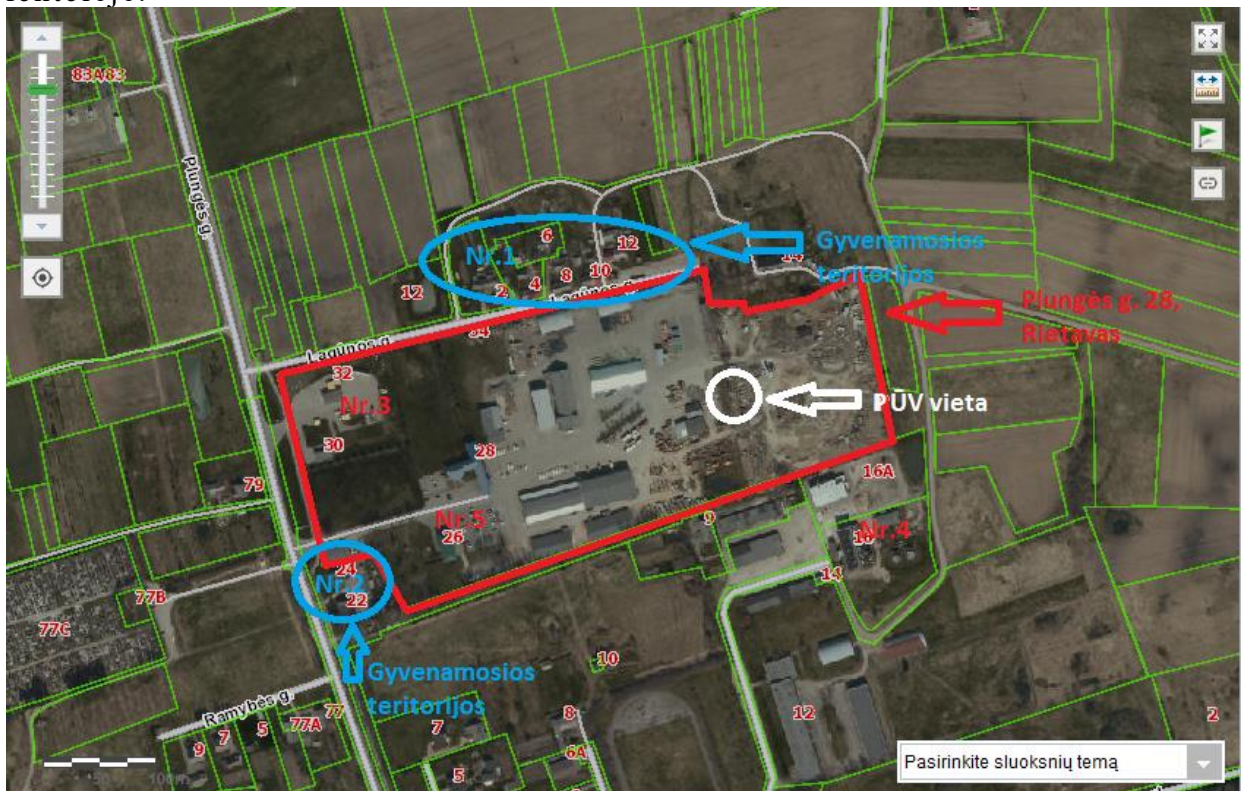 83A83
Plungės g.
6
12
Nr.1
Gyvenamosios
teritorijos
14
8
10
2
4
12
Lagūnos g.
Plungės g. 28,
Rietavas
34
Lagūnos g.
32
Nr.3
PŪV vieta
30
28
79
16A
Nr.5
9
Nr.4
26
24
Nr.2
14
22
77B
77C
10
Gyvenamosios
teritorijos
Ramybės g.
77
77A
5
7
9
7
8
12
2
6A
5
50
100m
Pasirinkite sluoksnių temą